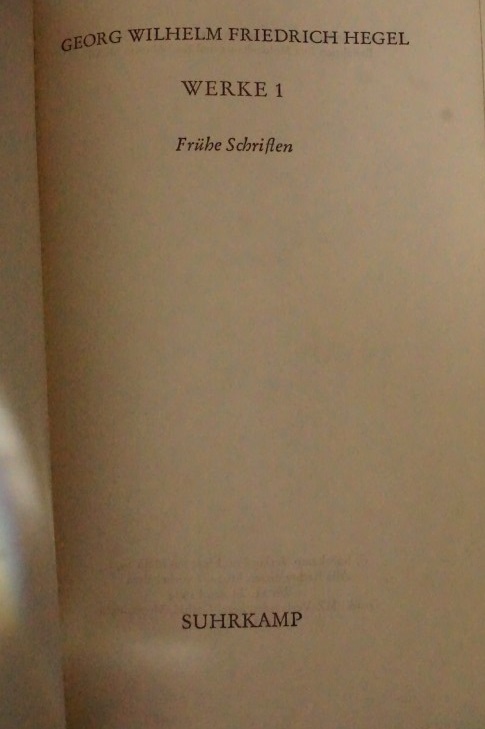 GEORG WILHELM FRIEDRICH HEGEL
WERKE 1
Frühe Schriften
SUHRKAMP